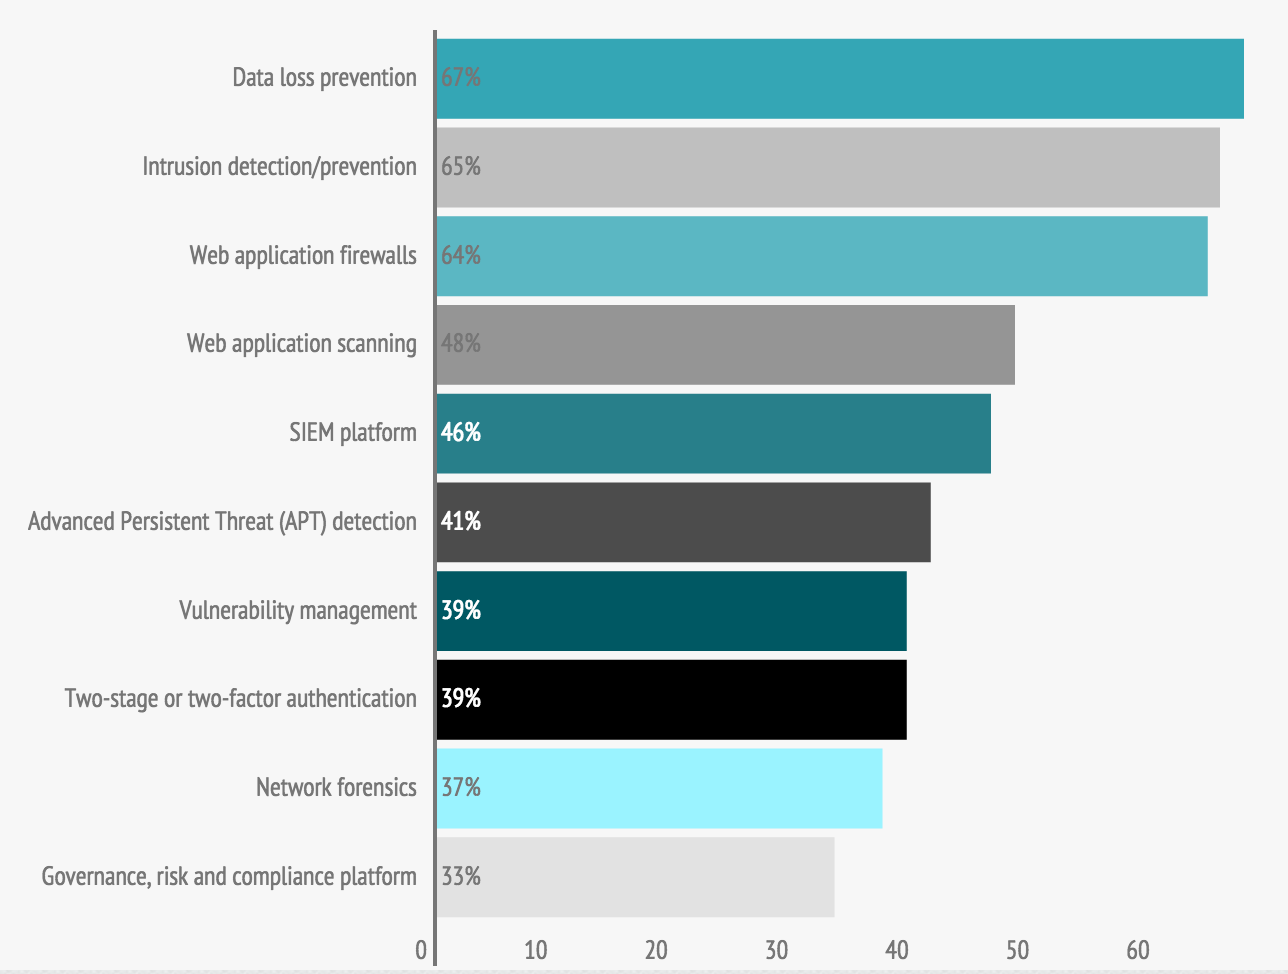 Data loss prevention 67%
Intrusion detection/prevention 65%
Web application firewalls 64%
Web application scanning 48%
SIEM platform 46%
Advanced Persistent Threat (APT) detection 41%
Vulnerability management 39%
Two-stage or two-factor authentication 39%
Network forensics 37%
Governance, risk and compliance platform 33%
0 10 20 30 40 50 60